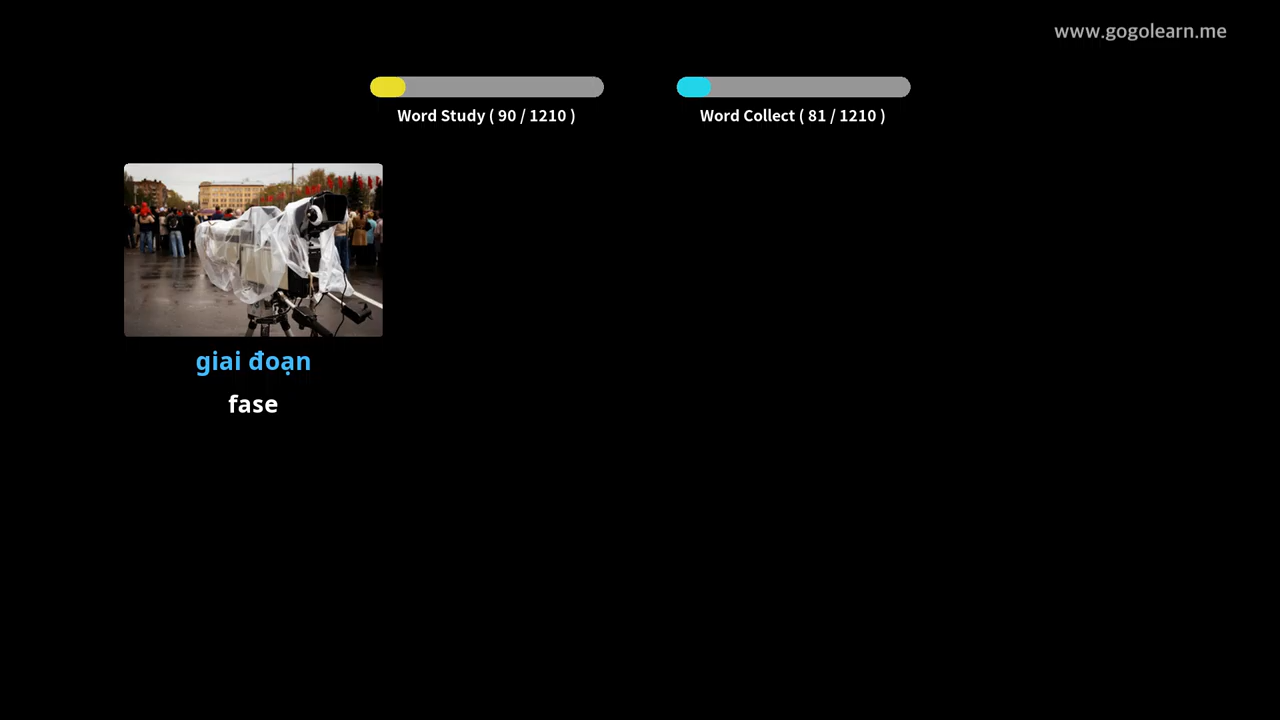 www.gogolearn.me
Word Study ( 90 / 1210 )
Word Collect ( 81 / 1210 )
giai đoạn
fase